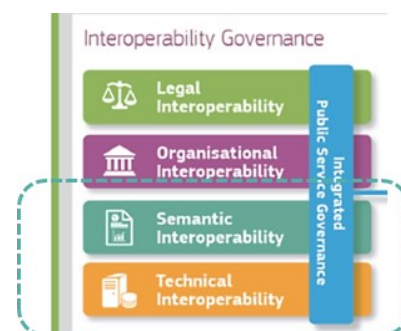 Interoperability Governance
Legal
Interoperability
Organisational
Interoperability
Semantic
Interoperability
Technical
Interoperability
Integrated
Public Service Governance